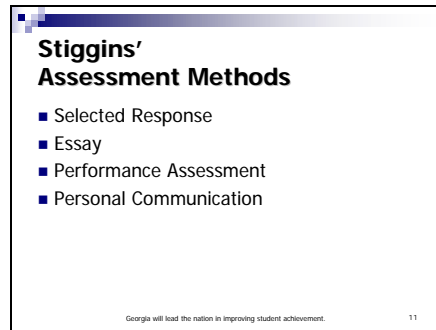 Stiggins’
Assessment Methods
Selected Response
Essay
Performance Assessment
Personal Communication
Georgia will lead the nation in improving student achievement. 11